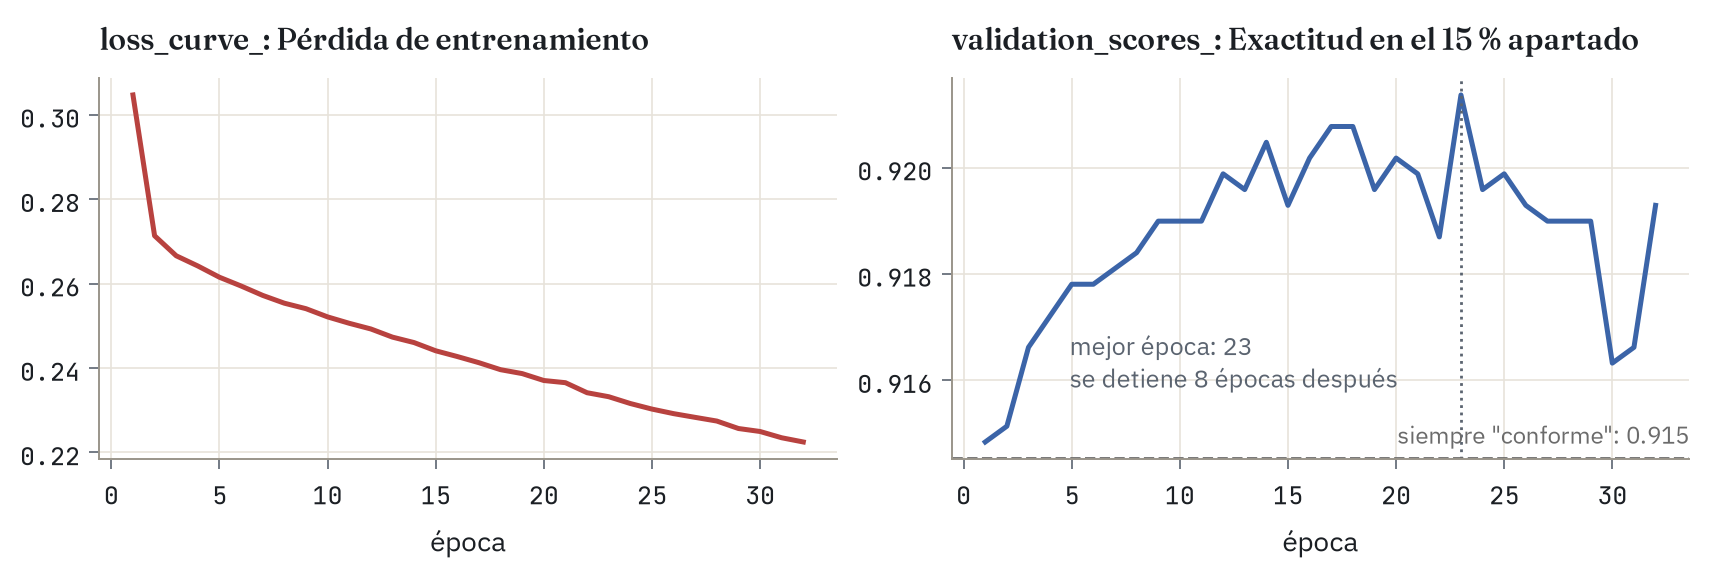 loss_curve_: Pérdida de entrenamiento
0.30
0.28
0.26
0.24
0.22
0 5 10 15 20 25 30
época
validation_scores_: Exactitud en el 15 % apartado
0.920
0.918
0.916
mejor época: 23
se detiene 8 épocas después
siempre "conforme": 0.915
0 5 10 15 20 25 30
época